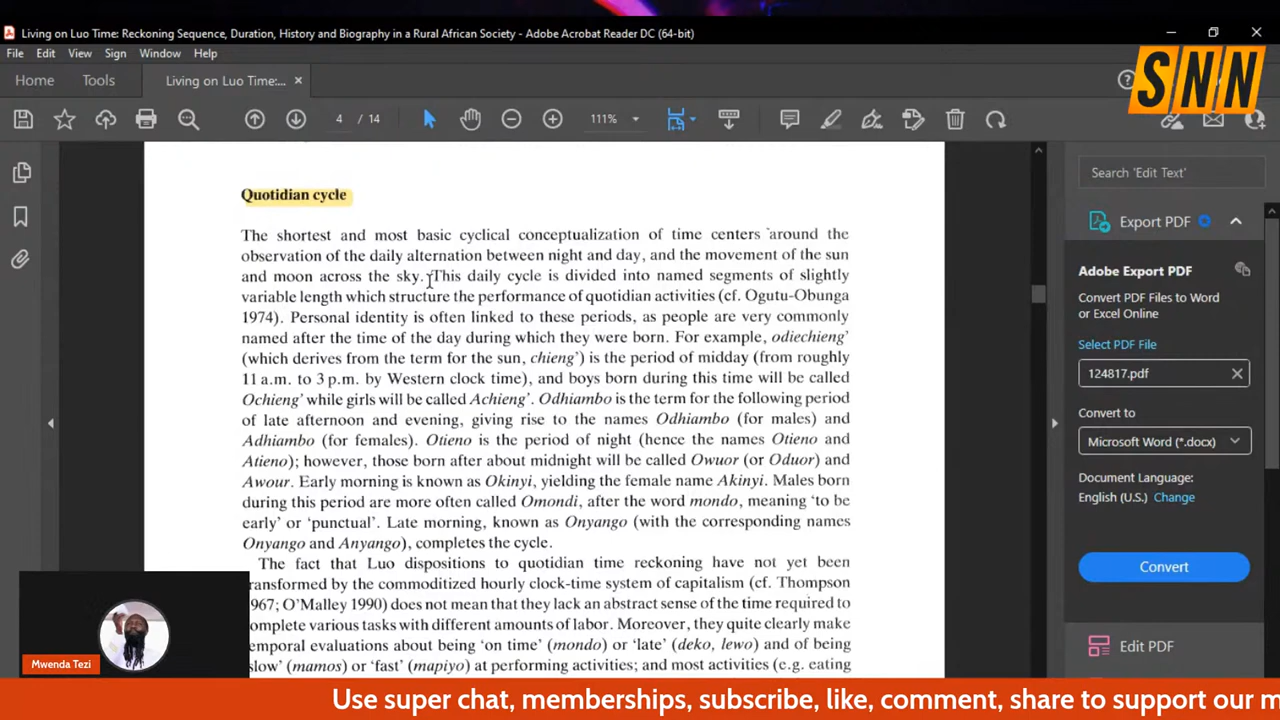 Living on Luo Time: Reckoning Sequence, Duration, History and Biography in a Rural African Society - Adobe Acrobat Reader DC (64-bit)
File Edit View Sign Window Help
Home Tools Living on Luo Time:... ×
SNN
4 / 14 111%
Quotidian cycle
The shortest and most basic cyclical conceptualization of time centers around the
observation of the daily alternation between night and day, and the movement of the sun
and moon across the sky. This daily cycle is divided into named segments of slightly
variable length which structure the performance of quotidian activities (cf. Ogutu-Obunga
1974). Personal identity is often linked to these periods, as people are very commonly
named after the time of the day during which they were born. For example, odiechieng'
(which derives from the term for the sun, chieng') is the period of midday (from roughly
11 a.m. to 3 p.m. by Western clock time), and boys born during this time will be called
Ochieng' while girls will be called Achieng'. Odhiambo is the term for the following period
of late afternoon and evening, giving rise to the names Odhiambo (for males) and
Adhiambo (for females). Otieno is the period of night (hence the names Otieno and
Atieno); however, those born after about midnight will be called Owuor (or Oduor) and
Awour. Early morning is known as Okinyi, yielding the female name Akinyi. Males born
during this period are more often called Omondi, after the word mondo, meaning 'to be
early' or 'punctual'. Late morning, known as Onyango (with the corresponding names
Onyango and Anyango), completes the cycle.
The fact that Luo dispositions to quotidian time reckoning have not yet been
ransformed by the commoditized hourly clock-time system of capitalism (cf. Thompson
967; O'Malley 1990) does not mean that they lack an abstract sense of the time required to
omplete various tasks with different amounts of labor. Moreover, they quite clearly make
emporal evaluations about being 'on time' (mondo) or 'late' (deko, lewo) and of being
slow' (mamos) or 'fast' (mapiyo) at performing activities; and most activities (e.g. eating
Search 'Edit Text'
Export PDF
Adobe Export PDF
Convert PDF Files to Word
or Excel Online
Select PDF File
124817.pdf
Convert to
Microsoft Word (*.docx)
Document Language:
English (U.S.) Change
Convert
Edit PDF
Mwenda Tezi
Use super chat, memberships, subscribe, like, comment, share to support our m